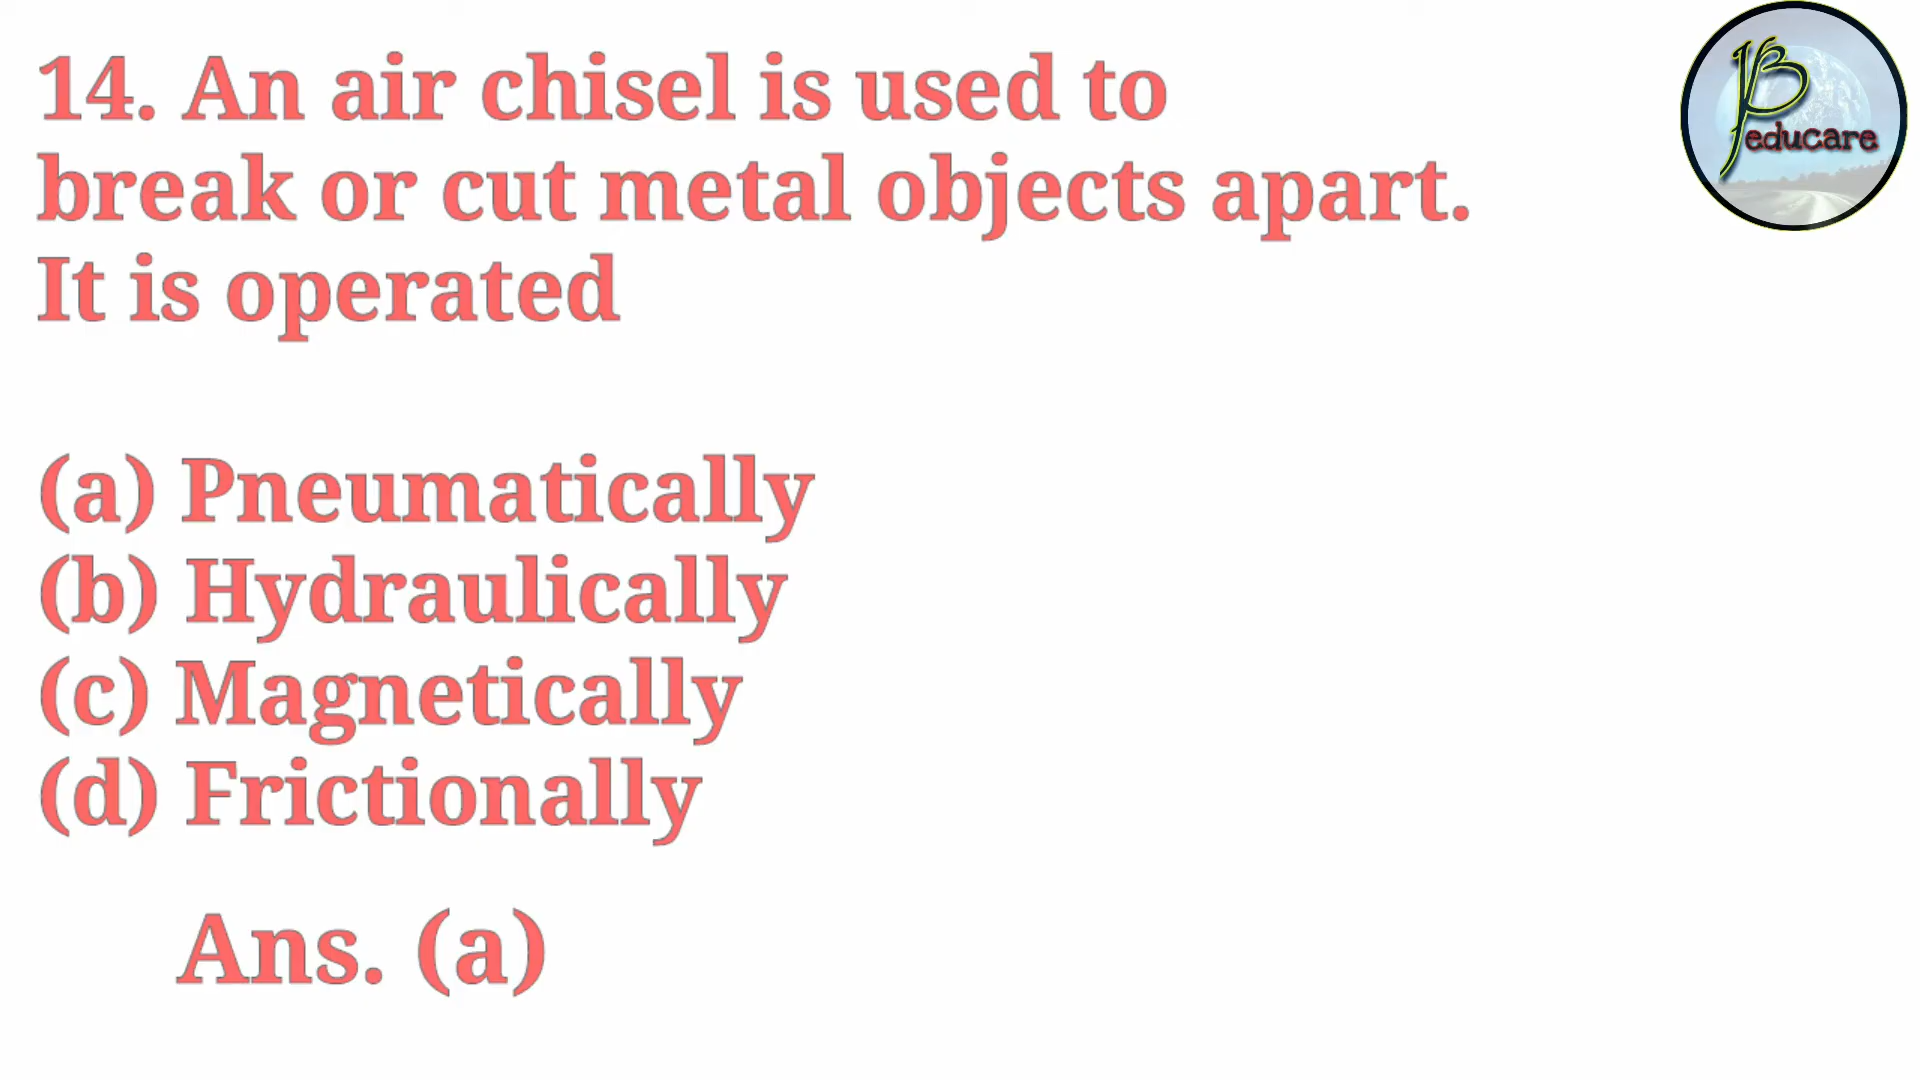 14. An air chisel is used to
break or cut metal objects apart.
It is operated
(a) Pneumatically
(b) Hydraulically
(c) Magnetically
(d) Frictionally
Ans. (a)
educare